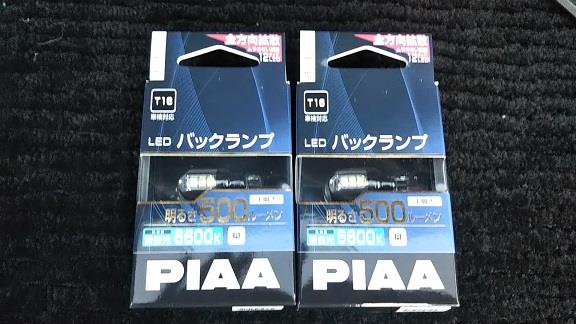 全方向拡散
T16
車検対応
LED バックランプ
明るさ 500 ルーメン
6600K
PIAA
全方向拡散
T16
車検対応
LED バックランプ
明るさ 500 ルーメン
6600K
PIAA